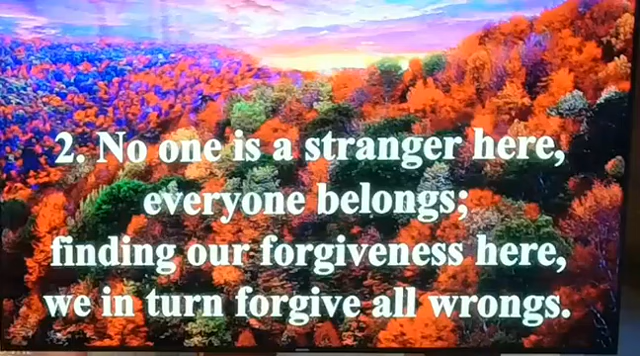 2. No one is a stranger here,
everyone belongs;
finding our forgiveness here,
we in turn forgive all wrongs.